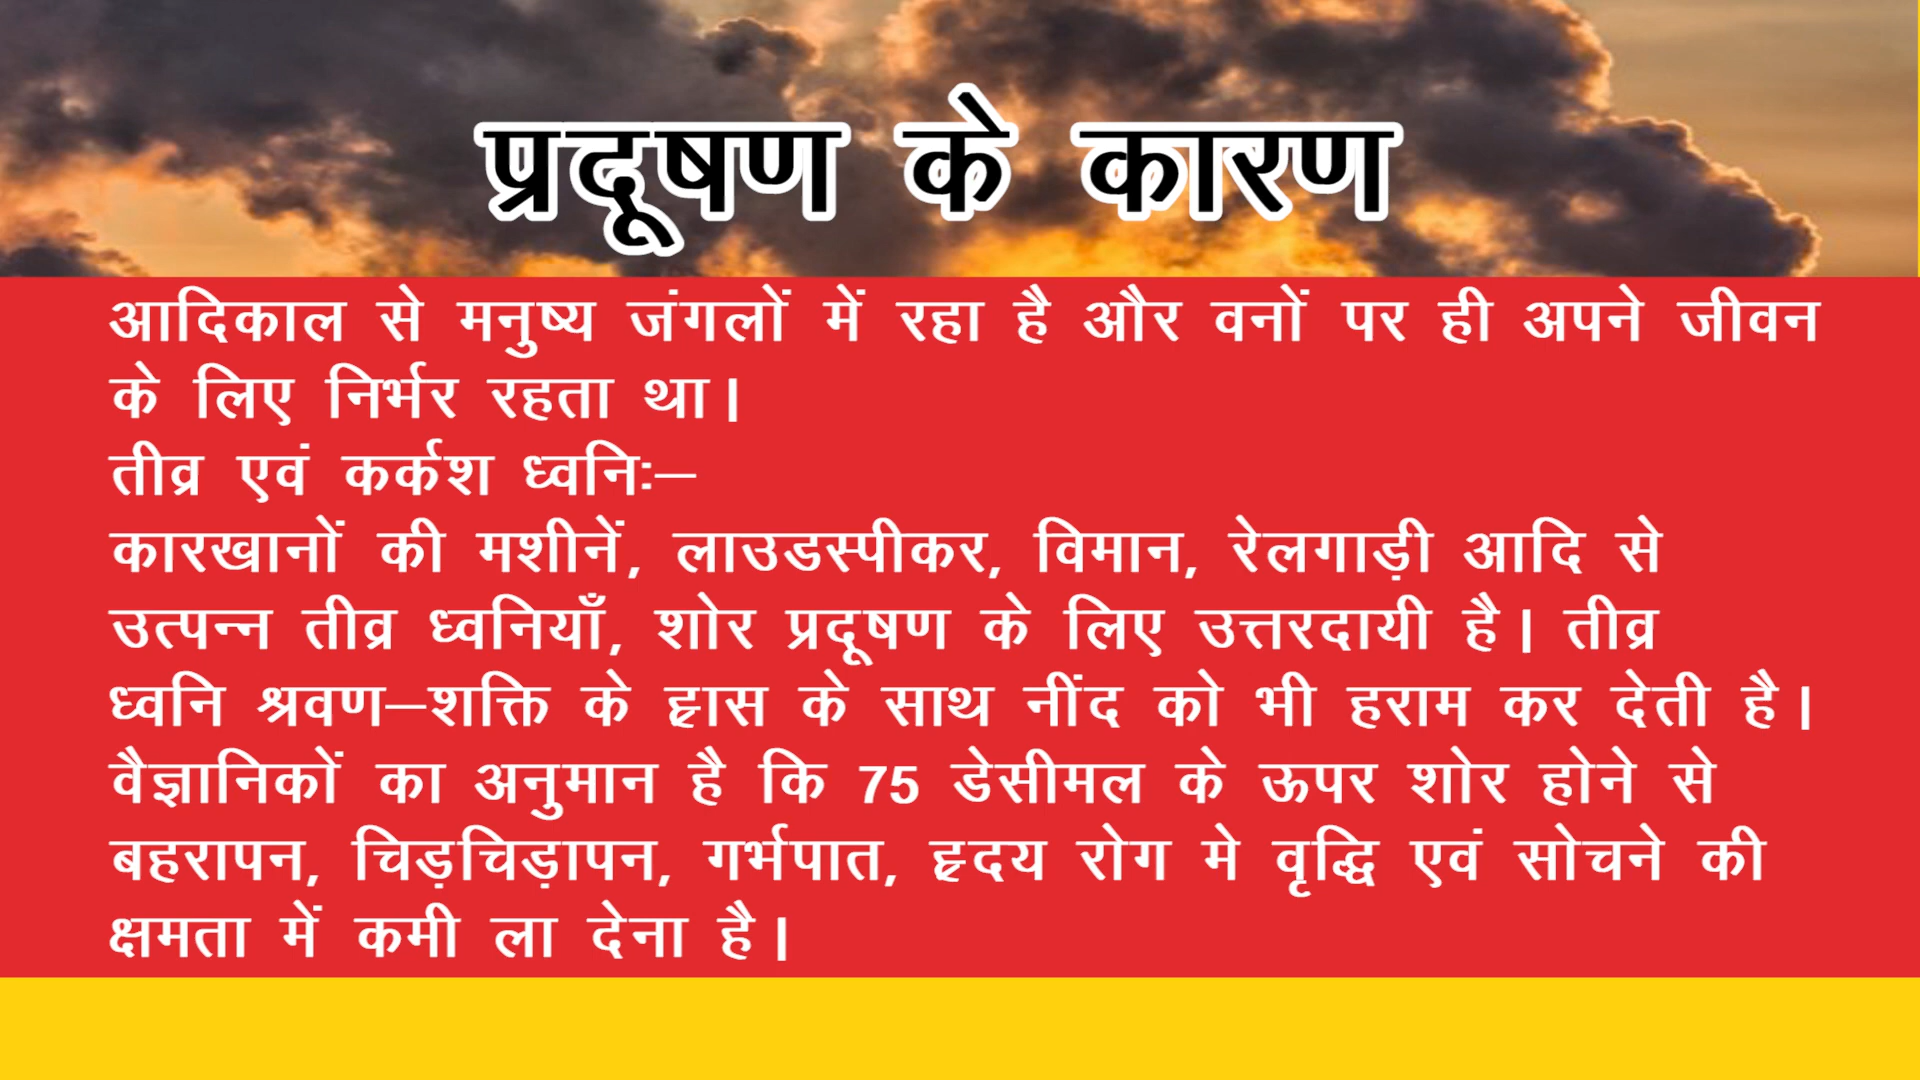 प्रदूषण के कारण
आदिकाल से मनुष्य जंगलों में रहा है और वनों पर ही अपने जीवन
के लिए निर्भर रहता था।
तीव्र एवं कर्कश ध्वनिः–
कारखानों की मशीनें, लाउडस्पीकर, विमान, रेलगाड़ी आदि से
उत्पन्न तीव्र ध्वनियाँ, शोर प्रदूषण के लिए उत्तरदायी है। तीव्र
ध्वनि श्रवण–शक्ति के ह्रास के साथ नींद को भी हराम कर देती है।
वैज्ञानिकों का अनुमान है कि 75 डेसीमल के ऊपर शोर होने से
बहरापन, चिड़चिड़ापन, गर्भपात, हृदय रोग मे वृद्धि एवं सोचने की
क्षमता में कमी ला देना है।